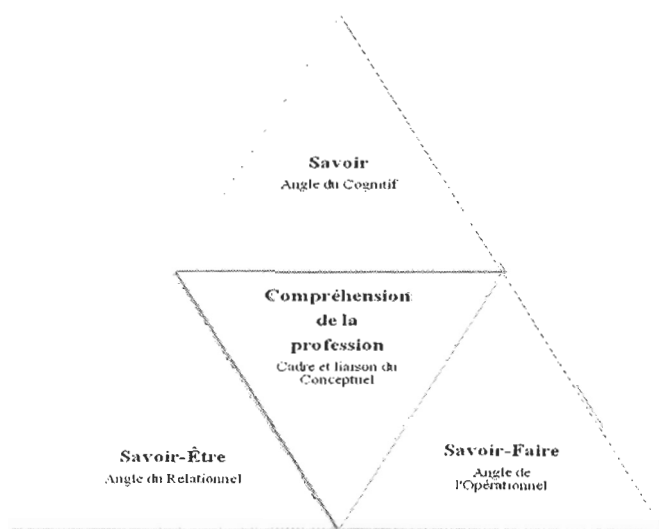 Savoir
Angle du Cognitif
Compréhension
de la
profession
Cadre et liaison du
Conceptuel
Savoir-Être
Angle du Relationnel
Savoir-Faire
Angle de
l'Opérationnel